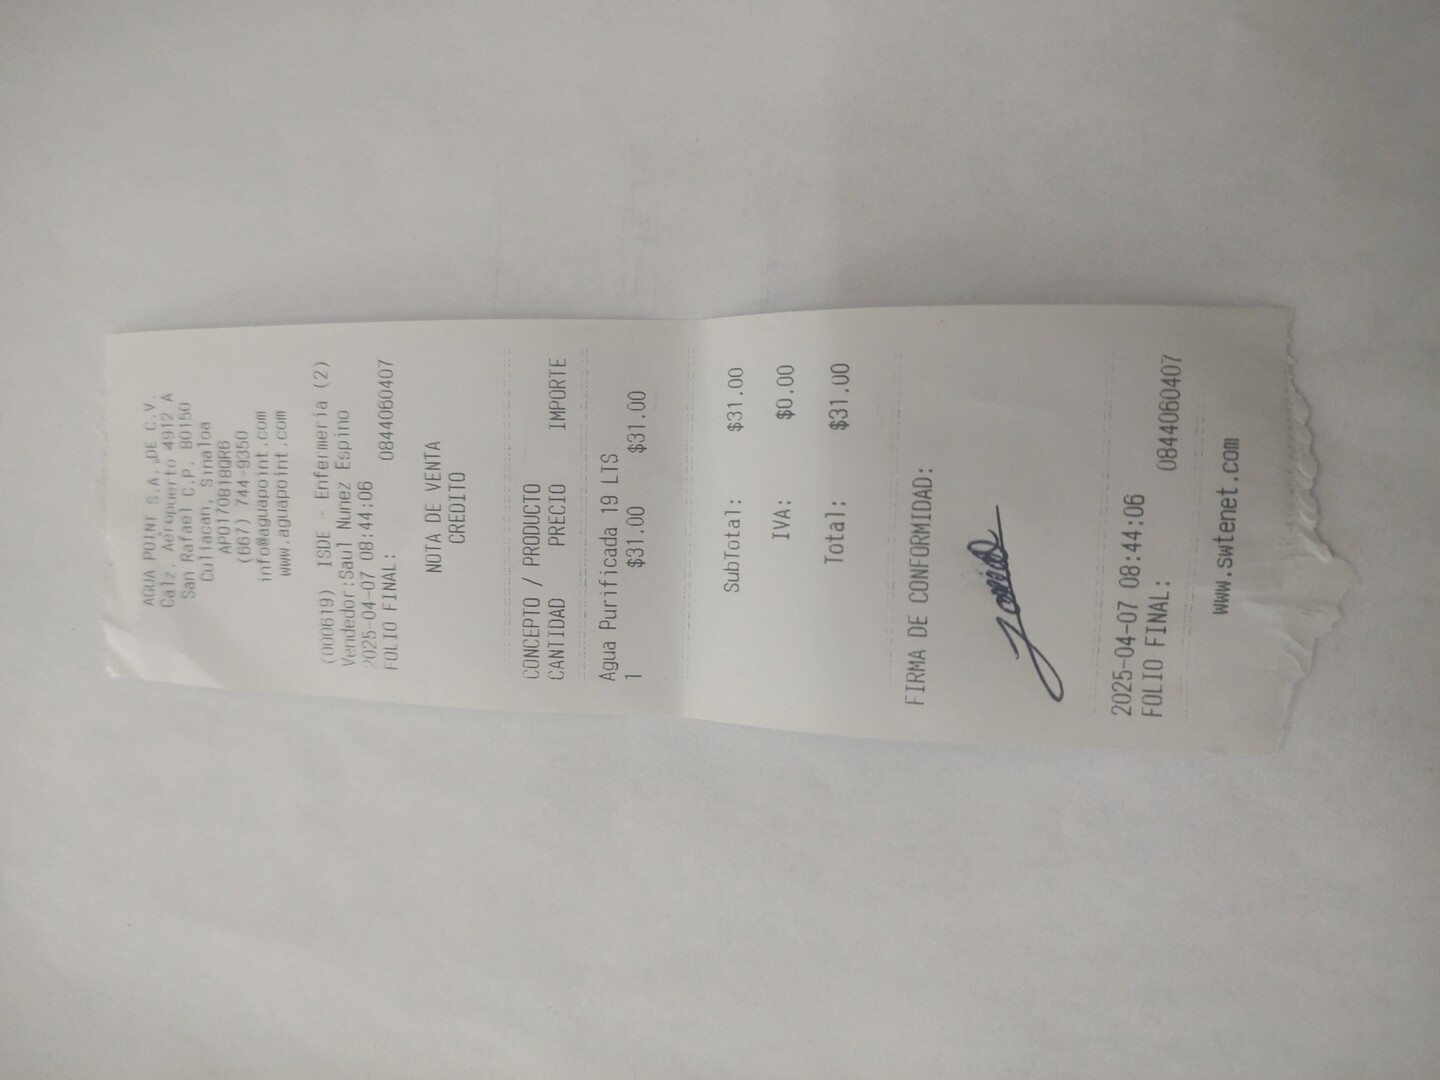 AGUA POINT S.A. DE C.V.
Calz. Aeropuerto 4912 A
San Rafael C.P. 80150
Culiacan, Sinaloa
APO170818QR6
(667) 744-9350
info@aguapoint.com
www.aguapoint.com
(000619) ISDE - Enfermeria (2)
Vendedor:Saul Nunez Espino
2025-04-07 08:44:06
FOLIO FINAL: 0844060407
NOTA DE VENTA
CREDITO
CONCEPTO / PRODUCTO
CANTIDAD PRECIO IMPORTE
Agua Purificada 19 LTS
1 $31.00 $31.00
SubTotal: $31.00
IVA: $0.00
Total: $31.00
FIRMA DE CONFORMIDAD:
2025-04-07 08:44:06
FOLIO FINAL: 0844060407
www.swtenet.com